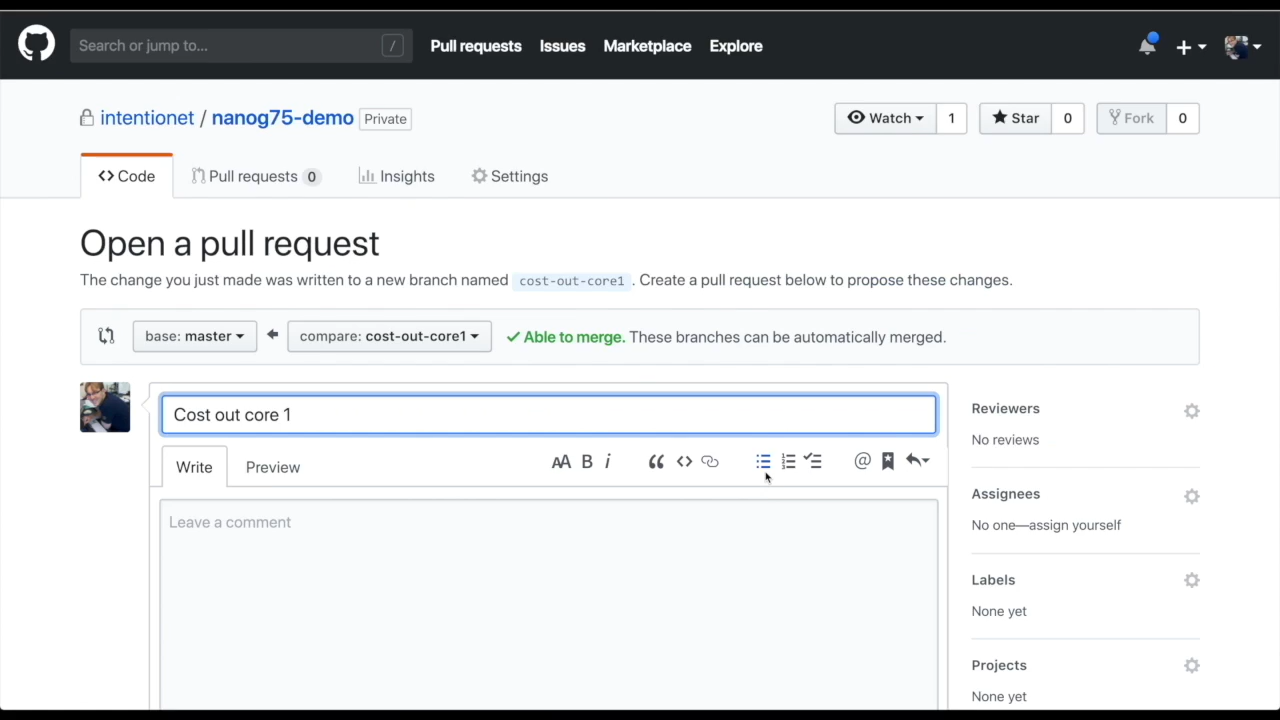 Search or jump to... /
Pull requests Issues Marketplace Explore
intentionet / nanog75-demo Private
Watch 1 Star 0 Fork 0
Code Pull requests 0 Insights Settings
Open a pull request
The change you just made was written to a new branch named cost-out-core1 . Create a pull request below to propose these changes.
base: master compare: cost-out-core1 Able to merge. These branches can be automatically merged.
Cost out core 1
Write Preview AA B i @
Leave a comment
Reviewers
No reviews
Assignees
No one—assign yourself
Labels
None yet
Projects
None yet